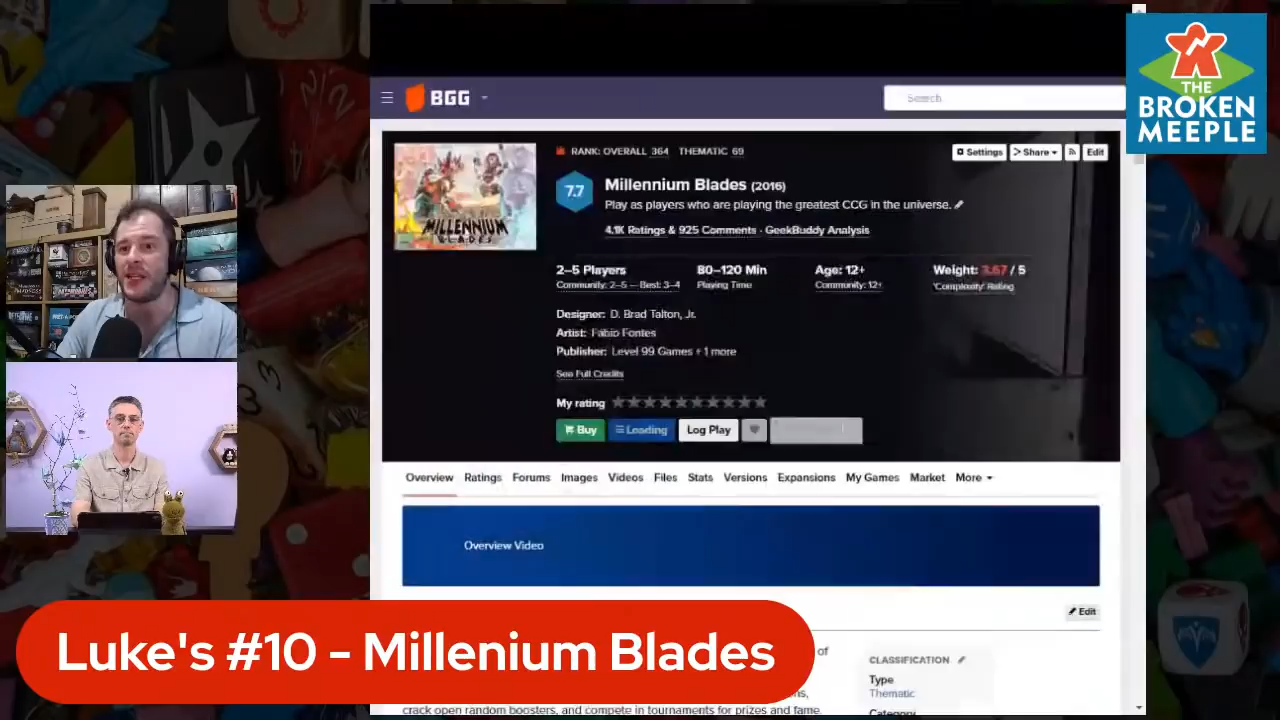 BGG
Search
THE
BROKEN
MEEPLE
RANK: OVERALL 364 THEMATIC 69
Settings
Share
Edit
7.7
Millennium Blades (2016)
Play as players who are playing the greatest CCG in the universe.
4.1K Ratings & 925 Comments · GeekBuddy Analysis
MILLENNIUM
BLADES
2–5 Players
80–120 Min
Age: 12+
Weight: 3.67 / 5
Community: 2–5 — Best: 3–4
Playing Time
Community: 12+
'Complexity' Rating
Designer: D. Brad Talton, Jr.
Artist: Fábio Fontes
Publisher: Level 99 Games + 1 more
See Full Credits
My rating
Buy
Loading
Log Play
Overview Ratings Forums Images Videos Files Stats Versions Expansions My Games Market More
Overview Video
Edit
Luke's #10 - Millenium Blades
of
CLASSIFICATION
Type
Thematic
Category
crack open random boosters, and compete in tournaments for prizes and fame.